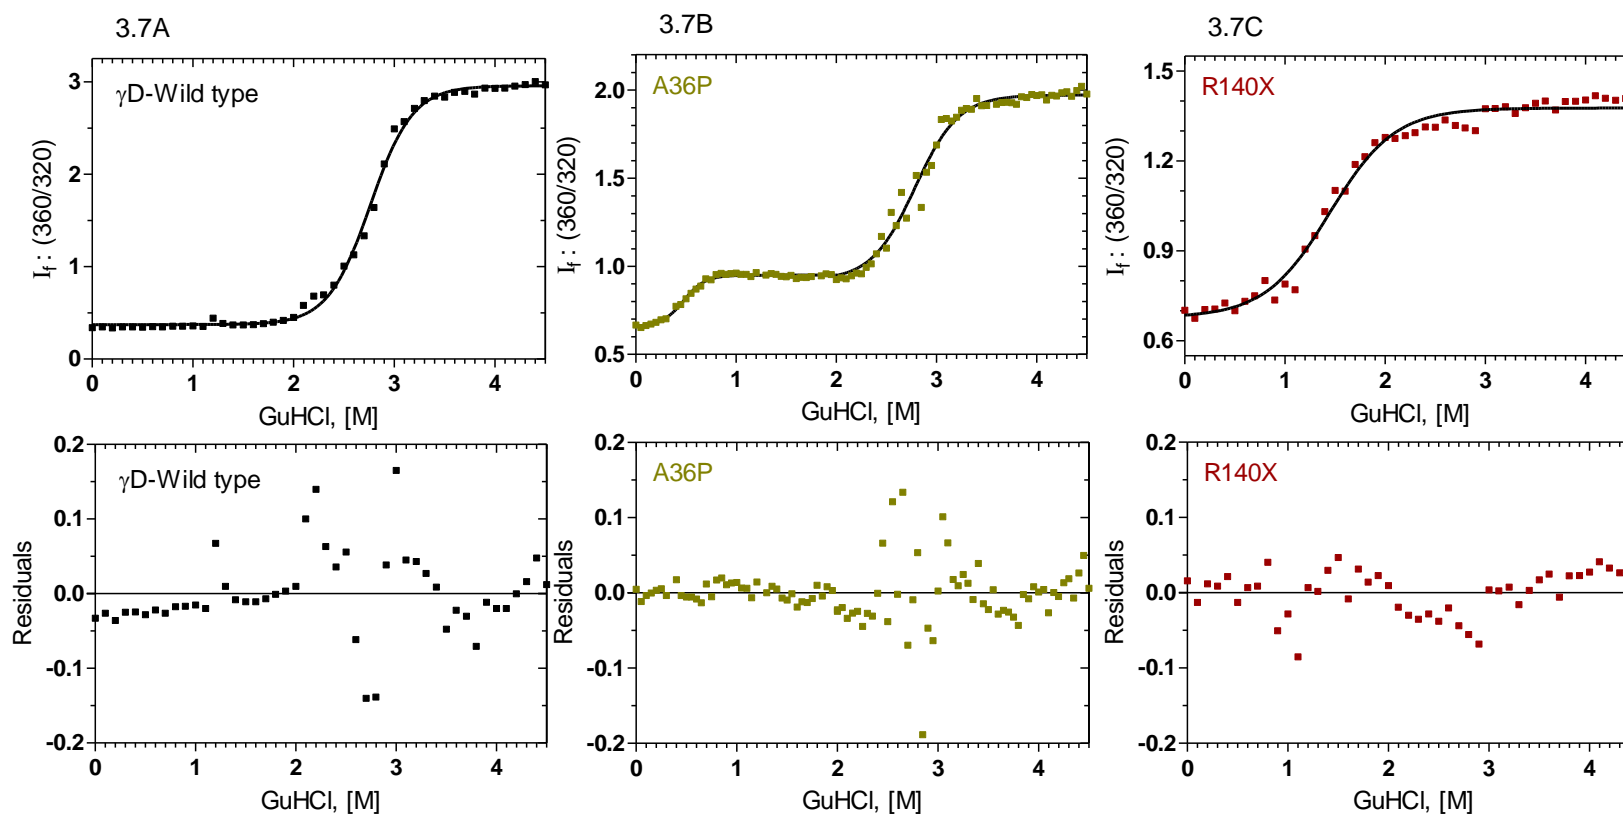 3.7A
3.7B
3.7C
γD-Wild type
3
2
1
0
I_f : (360/320)
0 1 2 3 4
GuHCl, [M]
A36P
2.0
1.5
1.0
0.5
I_f : (360/320)
0 1 2 3 4
GuHCl, [M]
R140X
1.5
1.2
0.9
0.6
I_f : (360/320)
0 1 2 3 4
GuHCl, [M]
γD-Wild type
0.2
0.1
0.0
-0.1
-0.2
Residuals
0 1 2 3 4
GuHCl, [M]
A36P
0.2
0.1
0.0
-0.1
-0.2
Residuals
0 1 2 3 4
GuHCl, [M]
R140X
0.2
0.1
0.0
-0.1
-0.2
Residuals
0 1 2 3 4
GuHCl, [M]